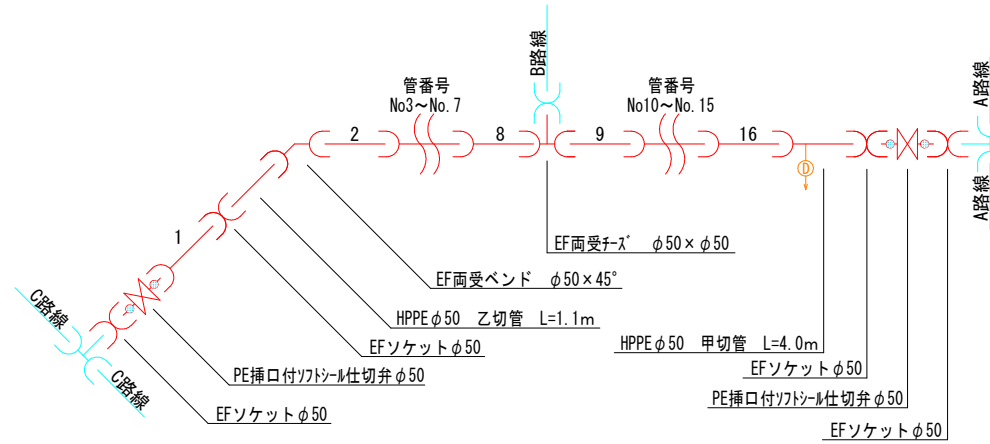 B路線
A路線
管番号
No3～No.7
管番号
No10～No.15
2
8
9
16
D
1
A路線
EF両受チーズ φ50×φ50
EF両受ベンド φ50×45°
C路線
HPPEφ50 乙切管 L=1.1m
HPPEφ50 甲切管 L=4.0m
EFソケットφ50
EFソケットφ50
PE挿口付ソフトシール仕切弁φ50
C路線
PE挿口付ソフトシール仕切弁φ50
EFソケットφ50
EFソケットφ50